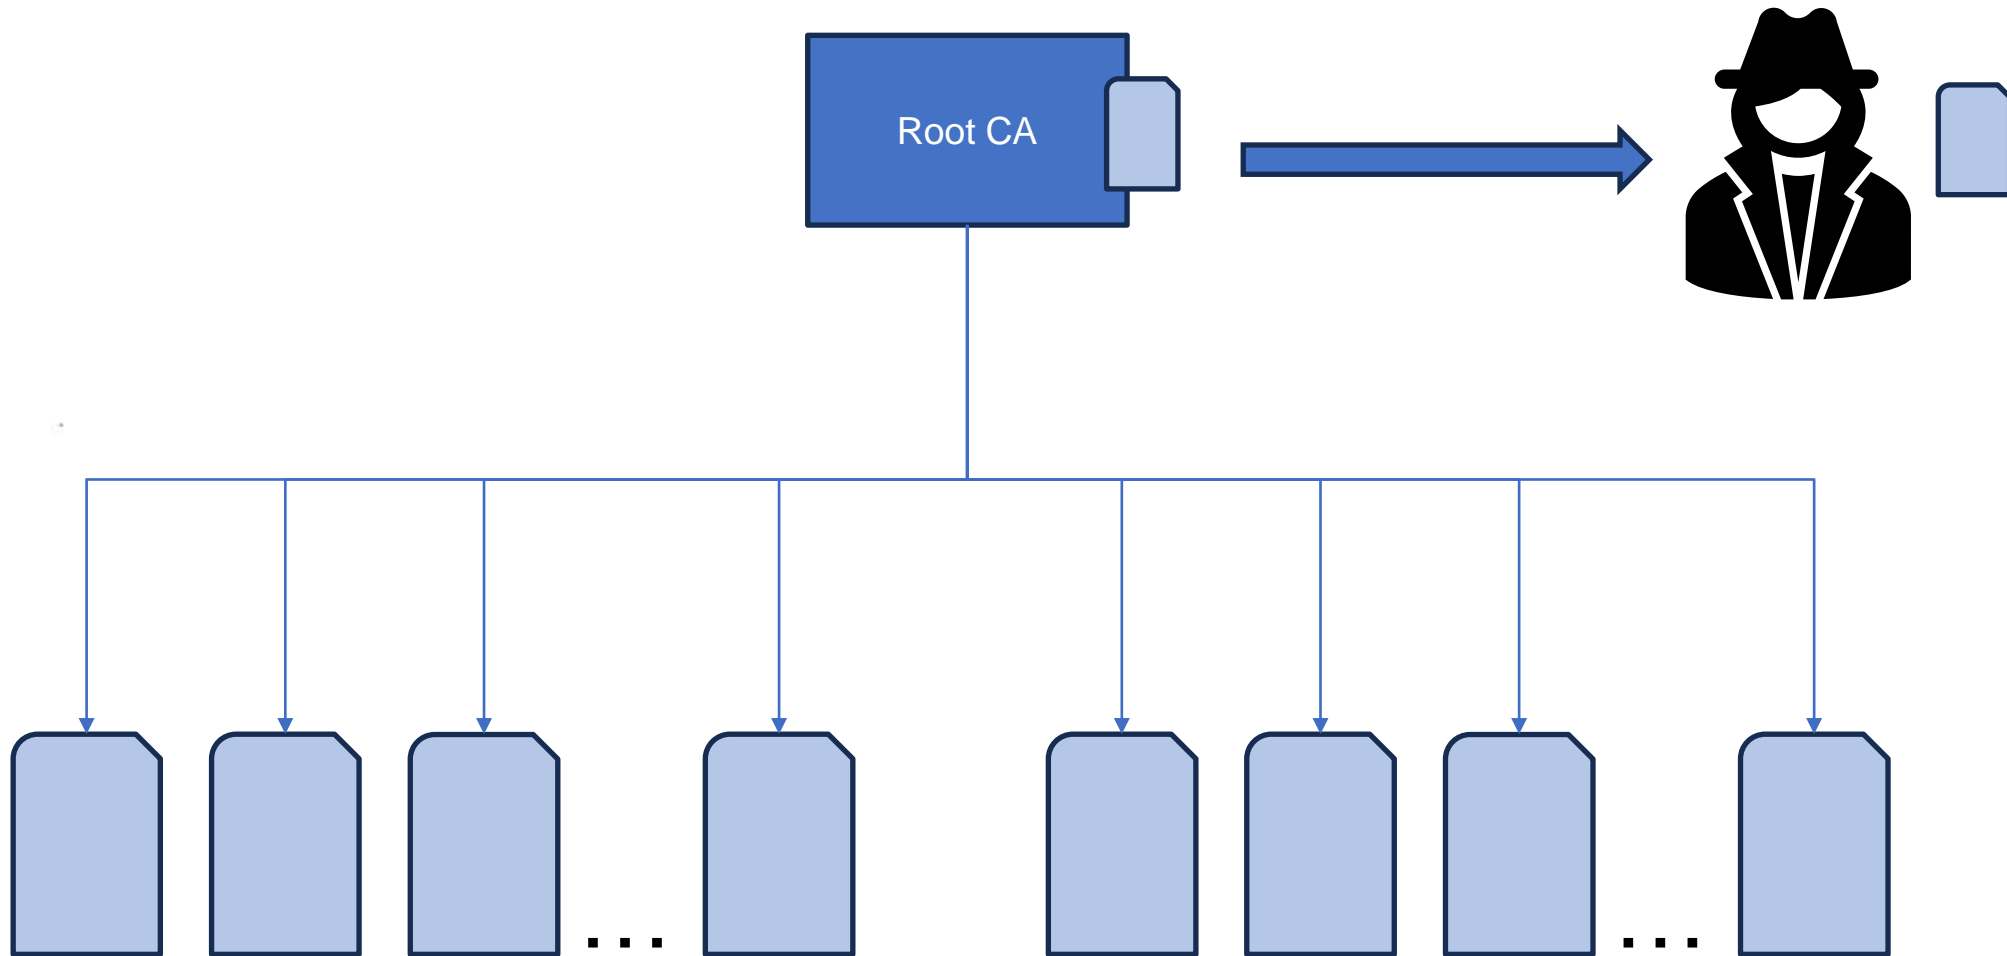 Root CA
. . .
. . .